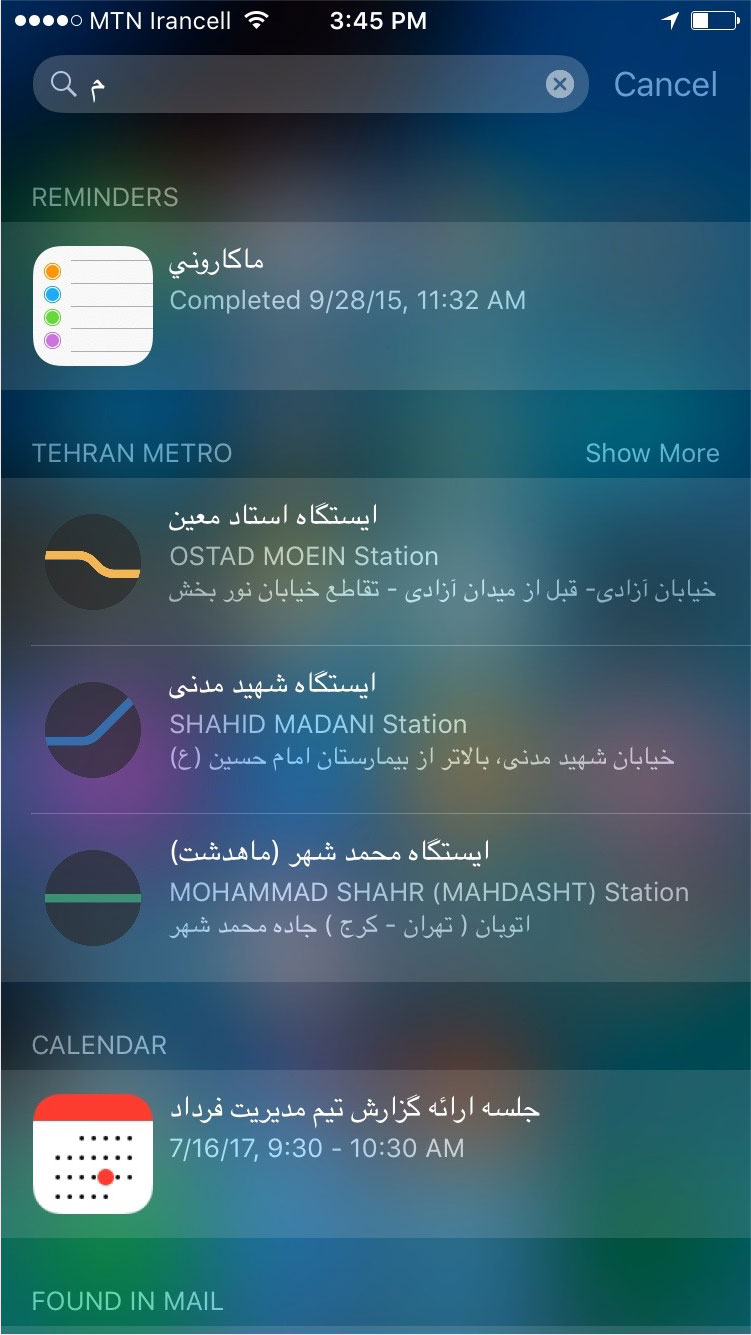 MTN Irancell 3:45 PM
م Cancel
REMINDERS
ماكاروني
Completed 9/28/15, 11:32 AM
TEHRAN METRO Show More
ایستگاه استاد معین
OSTAD MOEIN Station
خیابان آزادی- قبل از میدان آزادی - تقاطع خیابان نور بخش
ایستگاه شهید مدنی
SHAHID MADANI Station
خیابان شهید مدنی، بالاتر از بیمارستان امام حسین (ع)
ایستگاه محمد شهر (ماهدشت)
MOHAMMAD SHAHR (MAHDASHT) Station
اتوبان ( تهران - کرج ) جاده محمد شهر
CALENDAR
جلسه ارائه گزارش تیم مدیریت فرداد
7/16/17, 9:30 - 10:30 AM
FOUND IN MAIL